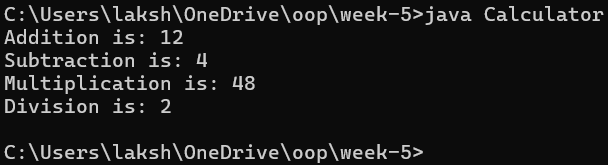 C:\Users\laksh\OneDrive\oop\week-5>java Calculator
Addition is: 12
Subtraction is: 4
Multiplication is: 48
Division is: 2
C:\Users\laksh\OneDrive\oop\week-5>